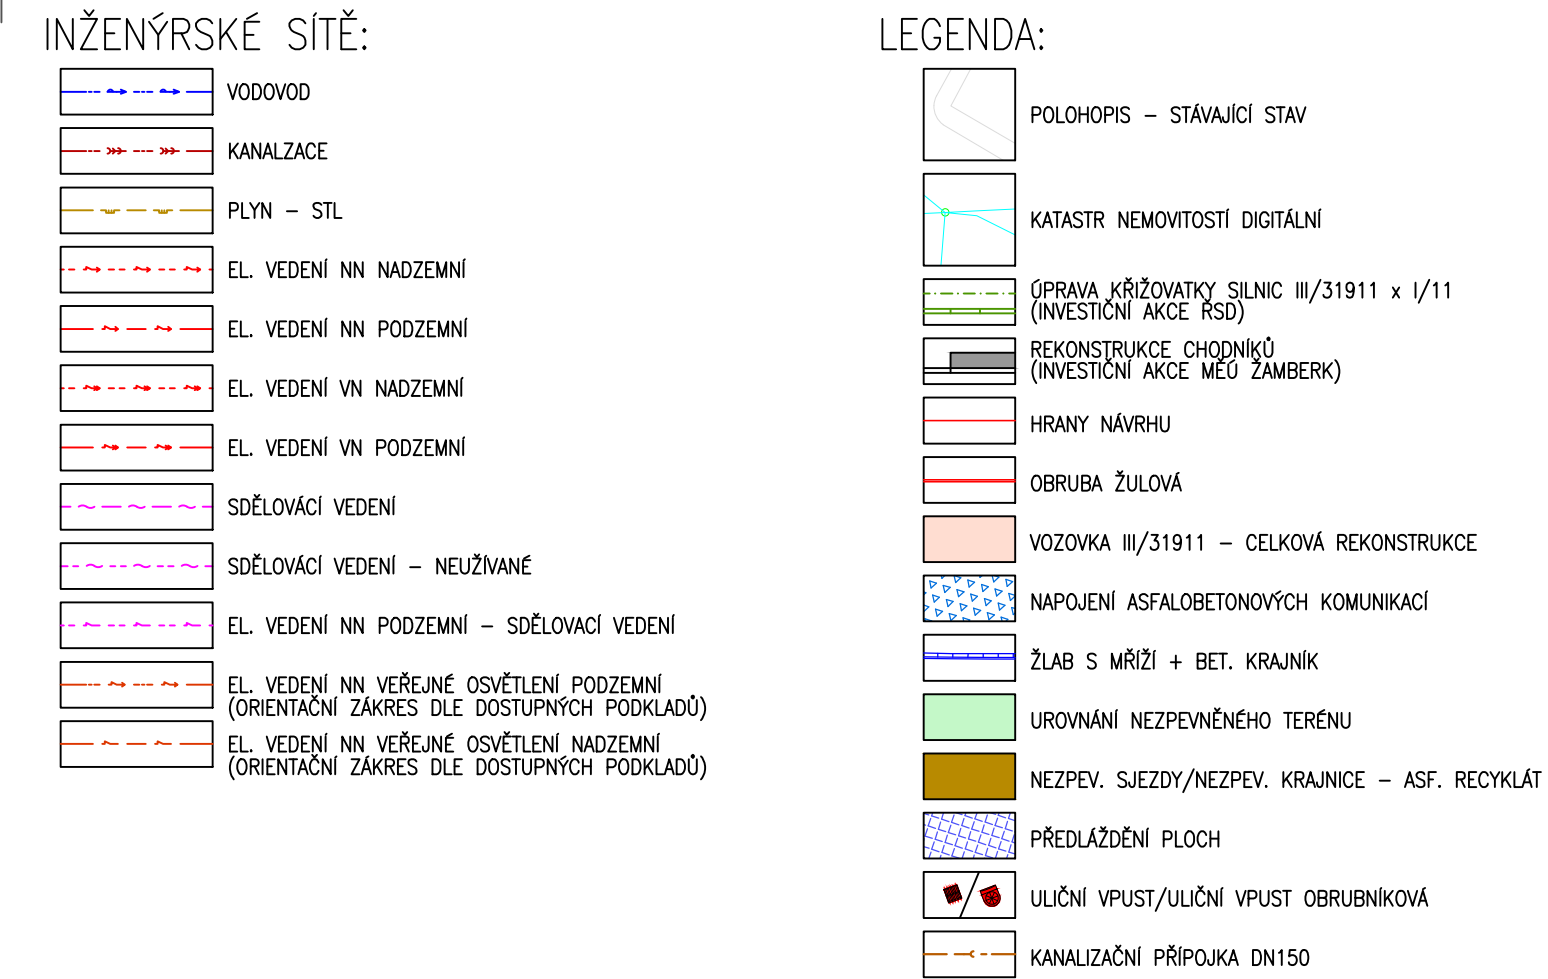 INŽENÝRSKÉ SÍTĚ:
VODOVOD
KANALZACE
PLYN – STL
EL. VEDENÍ NN NADZEMNÍ
EL. VEDENÍ NN PODZEMNÍ
EL. VEDENÍ VN NADZEMNÍ
EL. VEDENÍ VN PODZEMNÍ
SDĚLOVÁCÍ VEDENÍ
SDĚLOVÁCÍ VEDENÍ – NEUŽÍVANÉ
EL. VEDENÍ NN PODZEMNÍ – SDĚLOVACÍ VEDENÍ
EL. VEDENÍ NN VEŘEJNÉ OSVĚTLENÍ PODZEMNÍ
(ORIENTAČNÍ ZÁKRES DLE DOSTUPNÝCH PODKLADŮ)
EL. VEDENÍ NN VEŘEJNÉ OSVĚTLENÍ NADZEMNÍ
(ORIENTAČNÍ ZÁKRES DLE DOSTUPNÝCH PODKLADŮ)
LEGENDA:
POLOHOPIS – STÁVAJÍCÍ STAV
KATASTR NEMOVITOSTÍ DIGITÁLNÍ
ÚPRAVA KŘIŽOVATKY SILNIC III/31911 x I/11
(INVESTIČNÍ AKCE ŘSD)
REKONSTRUKCE CHODNÍKŮ
(INVESTIČNÍ AKCE MĚÚ ŽAMBERK)
HRANY NÁVRHU
OBRUBA ŽULOVÁ
VOZOVKA III/31911 – CELKOVÁ REKONSTRUKCE
NAPOJENÍ ASFALOBETONOVÝCH KOMUNIKACÍ
ŽLAB S MŘÍŽÍ + BET. KRAJNÍK
UROVNÁNÍ NEZPEVNĚNÉHO TERÉNU
NEZPEV. SJEZDY/NEZPEV. KRAJNICE – ASF. RECYKLÁT
PŘEDLÁŽDĚNÍ PLOCH
ULIČNÍ VPUST/ULIČNÍ VPUST OBRUBNÍKOVÁ
KANALIZAČNÍ PŘÍPOJKA DN150